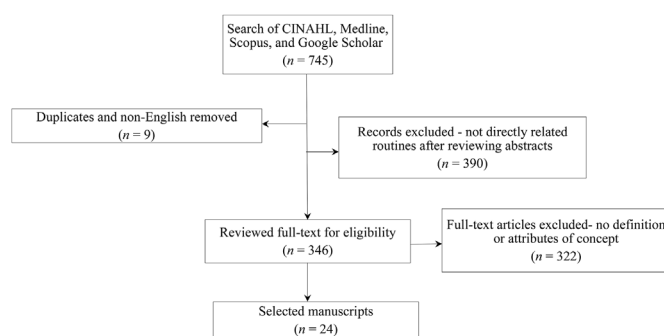 Search of CINAHL, Medline,
Scopus, and Google Scholar
(n = 745)
Duplicates and non-English removed
(n = 9)
Records excluded - not directly related
routines after reviewing abstracts
(n = 390)
Reviewed full-text for eligibility
(n = 346)
Full-text articles excluded- no definition
or attributes of concept
(n = 322)
Selected manuscripts
(n = 24)